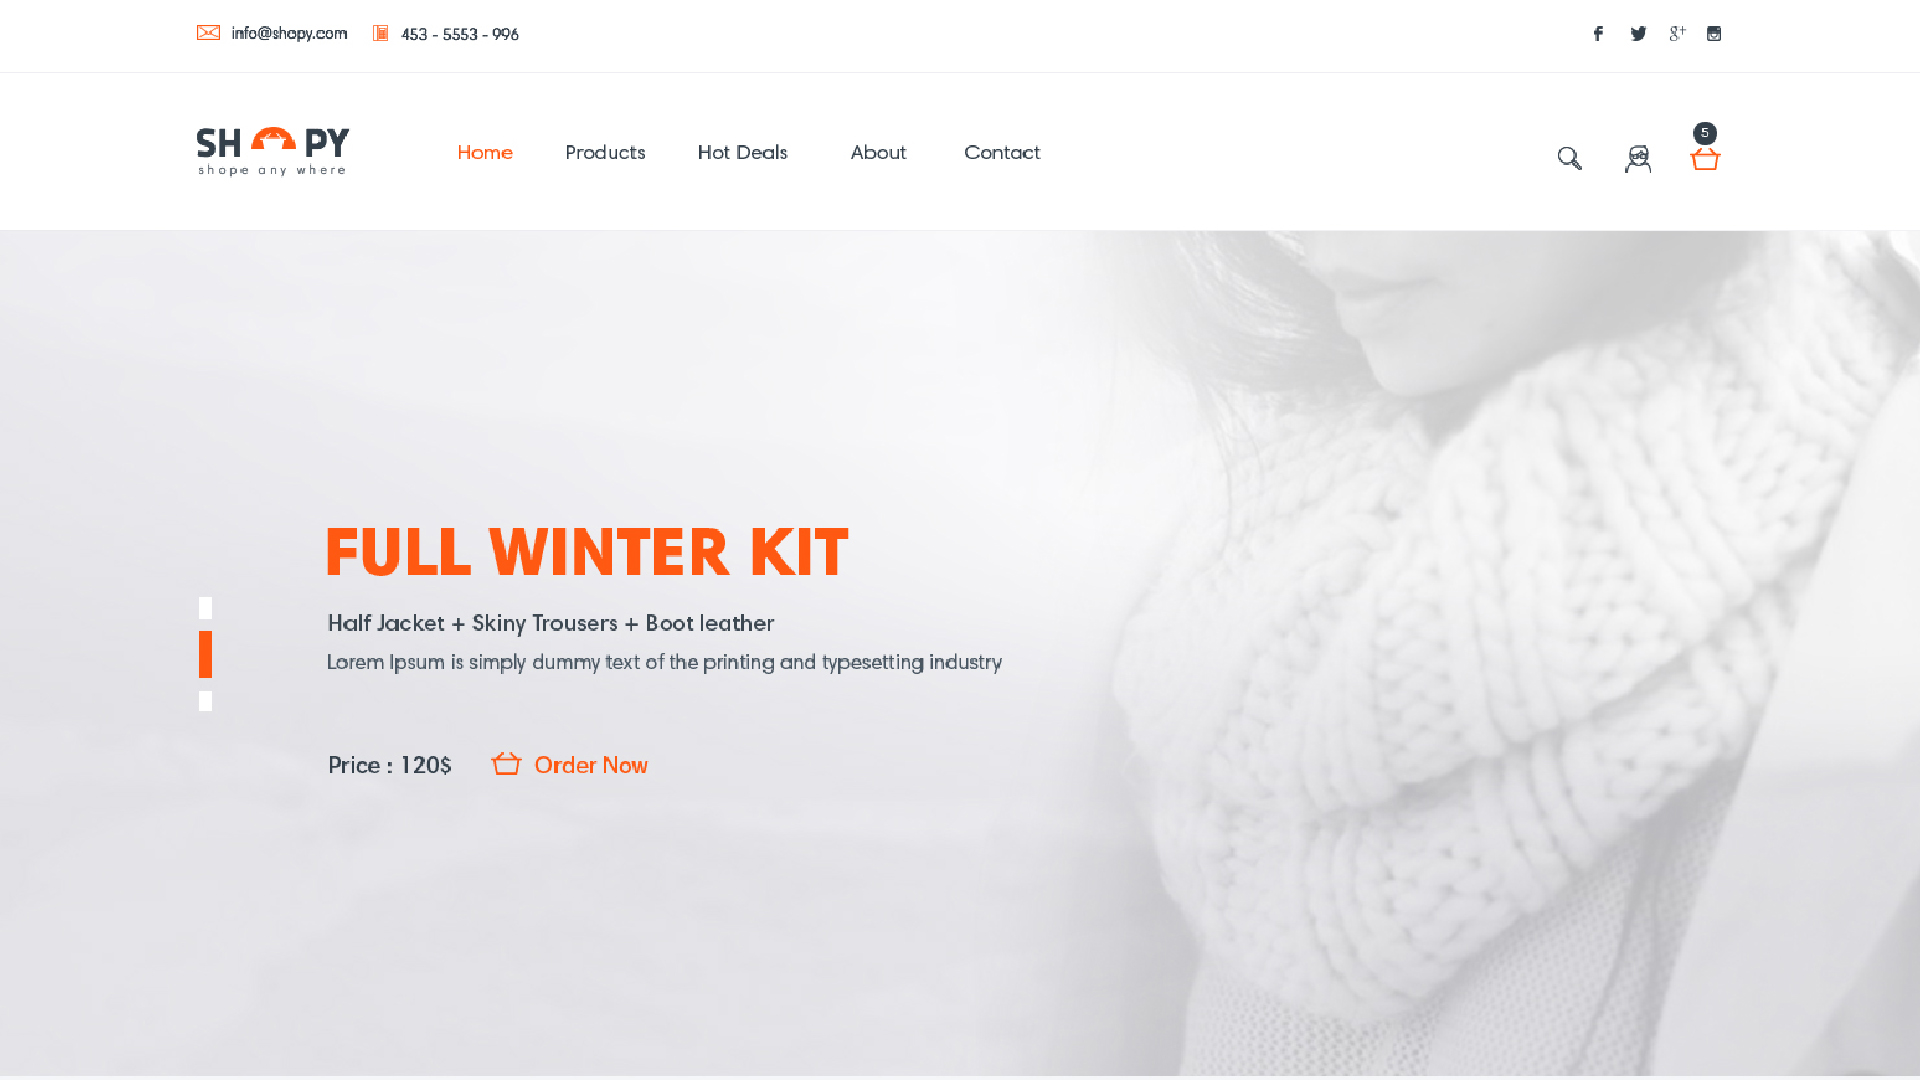 info@shopy.com 453 - 5553 - 996
SHOPY
shope any where
Home Products Hot Deals About Contact
5
FULL WINTER KIT
Half Jacket + Skiny Trousers + Boot leather
Lorem Ipsum is simply dummy text of the printing and typesetting industry
Price : 120$ Order Now